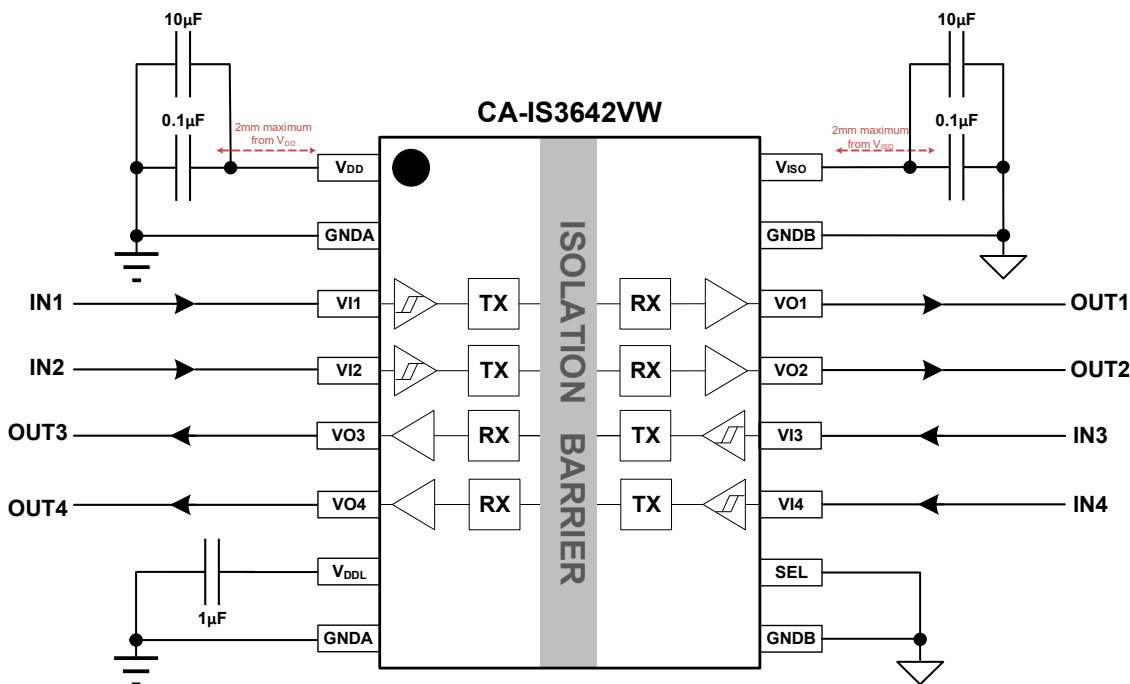 10µF
10µF
0.1µF
0.1µF
CA-IS3642VW
2mm maximum
from VDD
2mm maximum
from VISO
VDD
VISO
GNDA
GNDB
ISOLATION BARRIER
IN1
VI1
TX
RX
VO1
OUT1
IN2
VI2
TX
RX
VO2
OUT2
OUT3
VO3
RX
TX
VI3
IN3
OUT4
VO4
RX
TX
VI4
IN4
VDDL
SEL
1µF
GNDA
GNDB